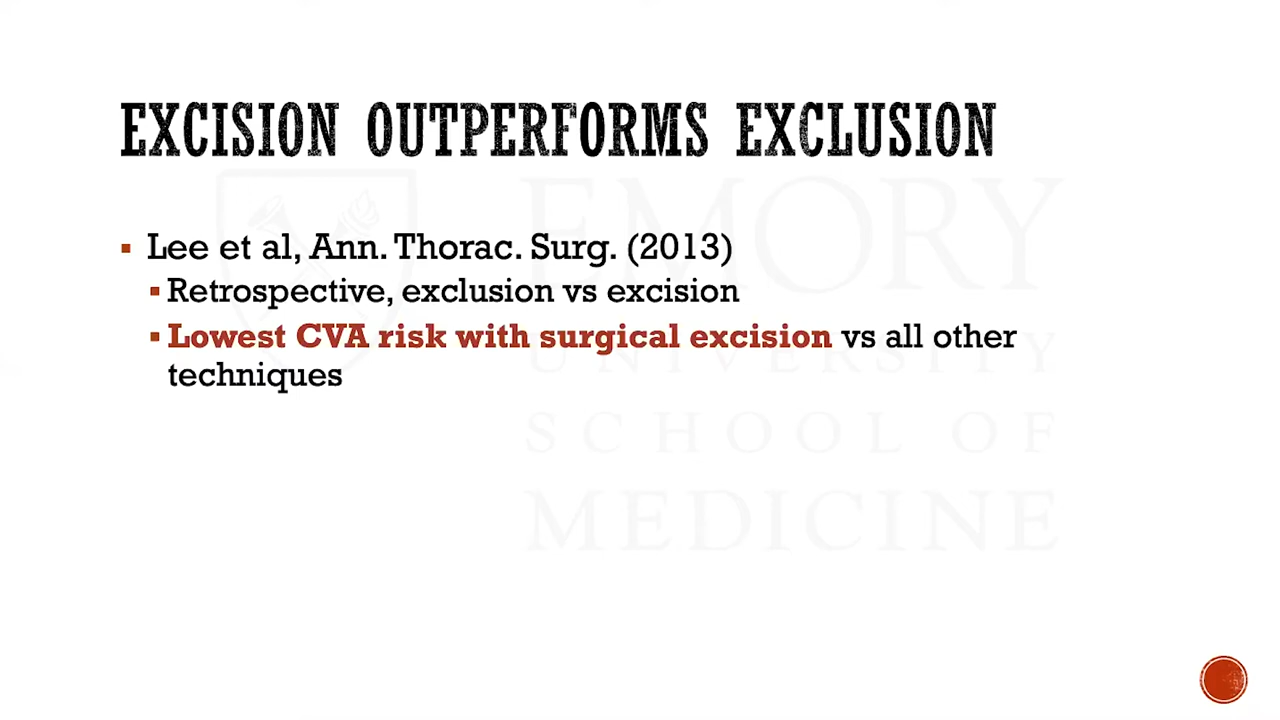 EXCISION OUTPERFORMS EXCLUSION
▪ Lee et al, Ann. Thorac. Surg. (2013)
▪ Retrospective, exclusion vs excision
▪ Lowest CVA risk with surgical excision vs all other
techniques
EMORY
UNIVERSITY
SCHOOL OF
MEDICINE